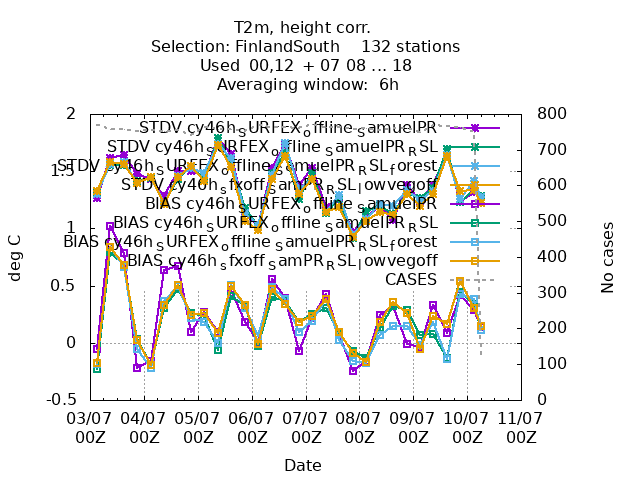 T2m, height corr.
Selection: FinlandSouth 132 stations
Used 00,12 + 07 08 ... 18
Averaging window: 6h
deg C
2
1.5
1
0.5
0
-0.5
STDV cy46h_SURFEX_offline_SamuelPR
STDV cy46h_SURFEX_offline_SamuelPR_RSL
STDV cy46h_SURFEX_offline_SamuelPR_RSL_forest
STDV cy46h_sfxoff_SamPR_RSL_lowvegoff
BIAS cy46h_SURFEX_offline_SamuelPR
BIAS cy46h_SURFEX_offline_SamuelPR_RSL
BIAS cy46h_SURFEX_offline_SamuelPR_RSL_forest
BIAS cy46h_sfxoff_SamPR_RSL_lowvegoff
CASES
800
700
600
500
400
300
200
100
0
No cases
03/07 04/07 05/07 06/07 07/07 08/07 09/07 10/07 11/07
00Z 00Z 00Z 00Z 00Z 00Z 00Z 00Z 00Z
Date